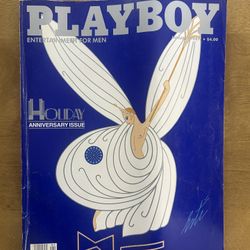 PLAYBOY
ENTERTAINMENT FOR MEN
$4.00
HOLIDAY
ANNIVERSARY ISSUE